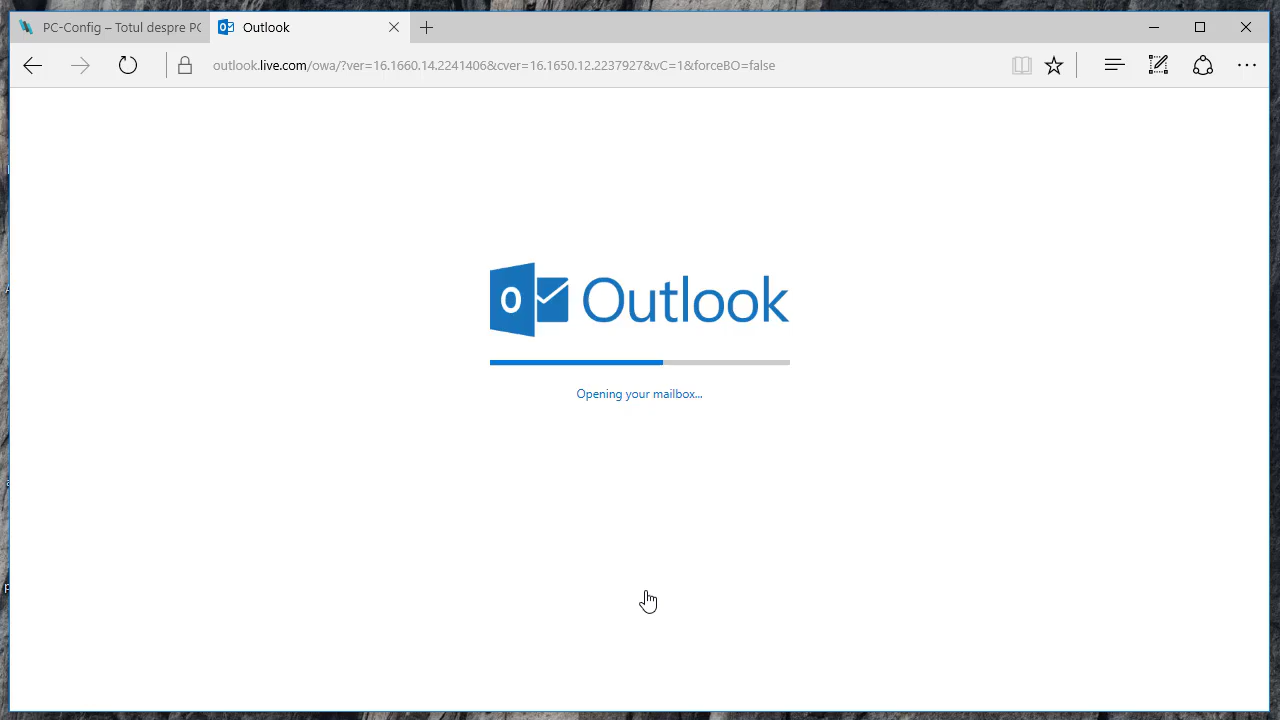 PC-Config – Totul despre PC
Outlook
outlook.live.com/owa/?ver=16.1660.14.2241406&cver=16.1650.12.2237927&vC=1&forceBO=false
Outlook
Opening your mailbox...